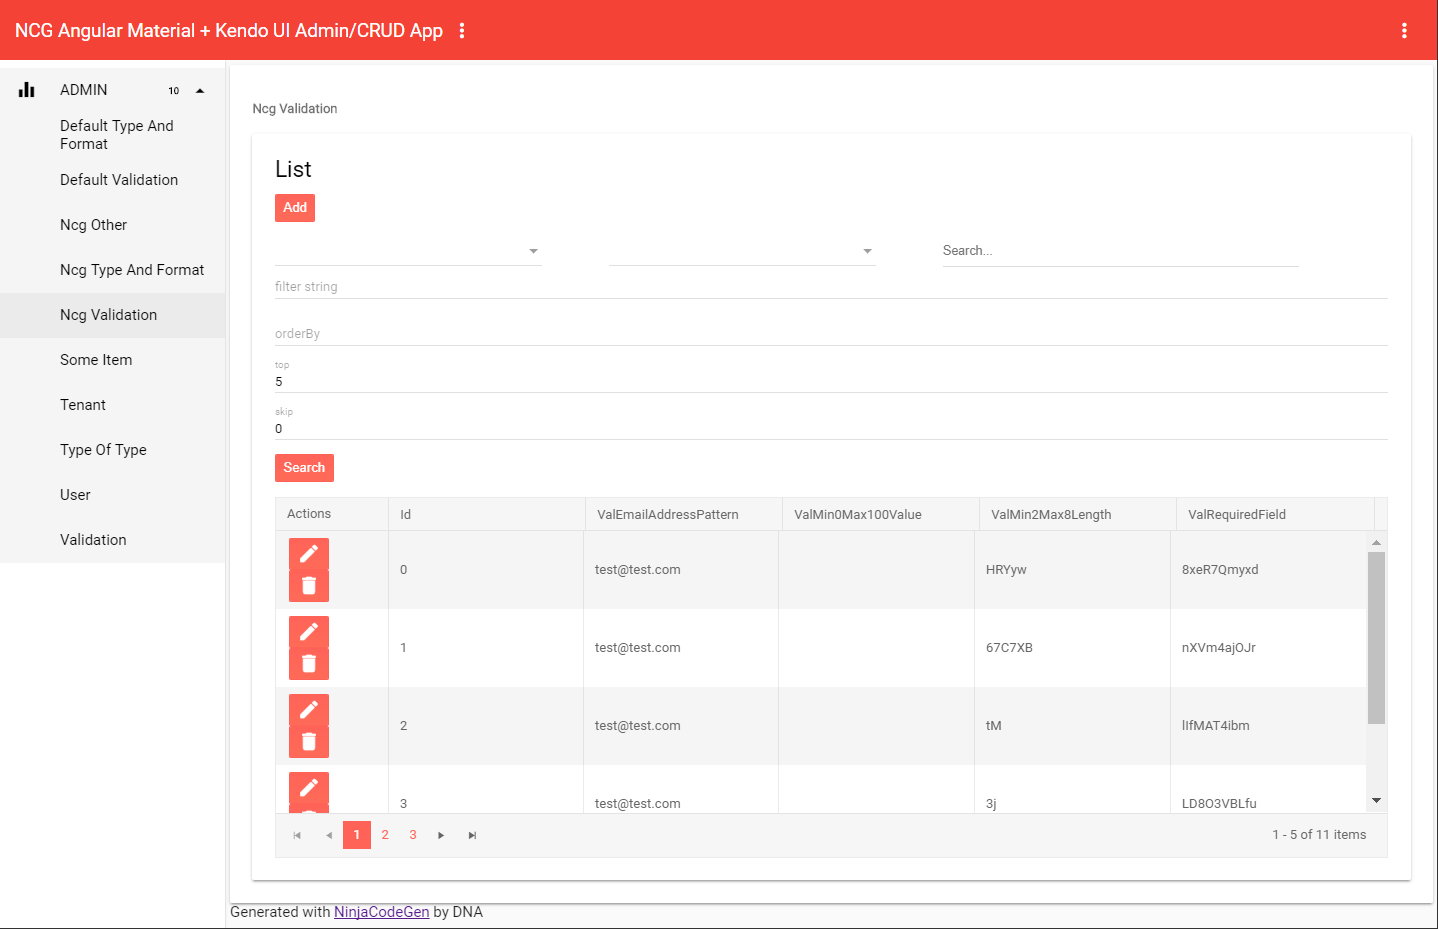 NCG Angular Material + Kendo UI Admin/CRUD App
ADMIN 10
Default Type And
Format
Default Validation
Ncg Other
Ncg Type And Format
Ncg Validation
Some Item
Tenant
Type Of Type
User
Validation
Ncg Validation
List
Add
Search...
filter string
orderBy
top
5
skip
0
Search
Actions Id ValEmailAddressPattern ValMin0Max100Value ValMin2Max8Length ValRequiredField
0 test@test.com HRYyw 8xeR7Qmyxd
1 test@test.com 67C7XB nXVm4ajOJr
2 test@test.com tM lIfMAT4ibm
3 test@test.com 3j LD8O3VBLfu
1 2 3 1 - 5 of 11 items
Generated with NinjaCodeGen by DNA